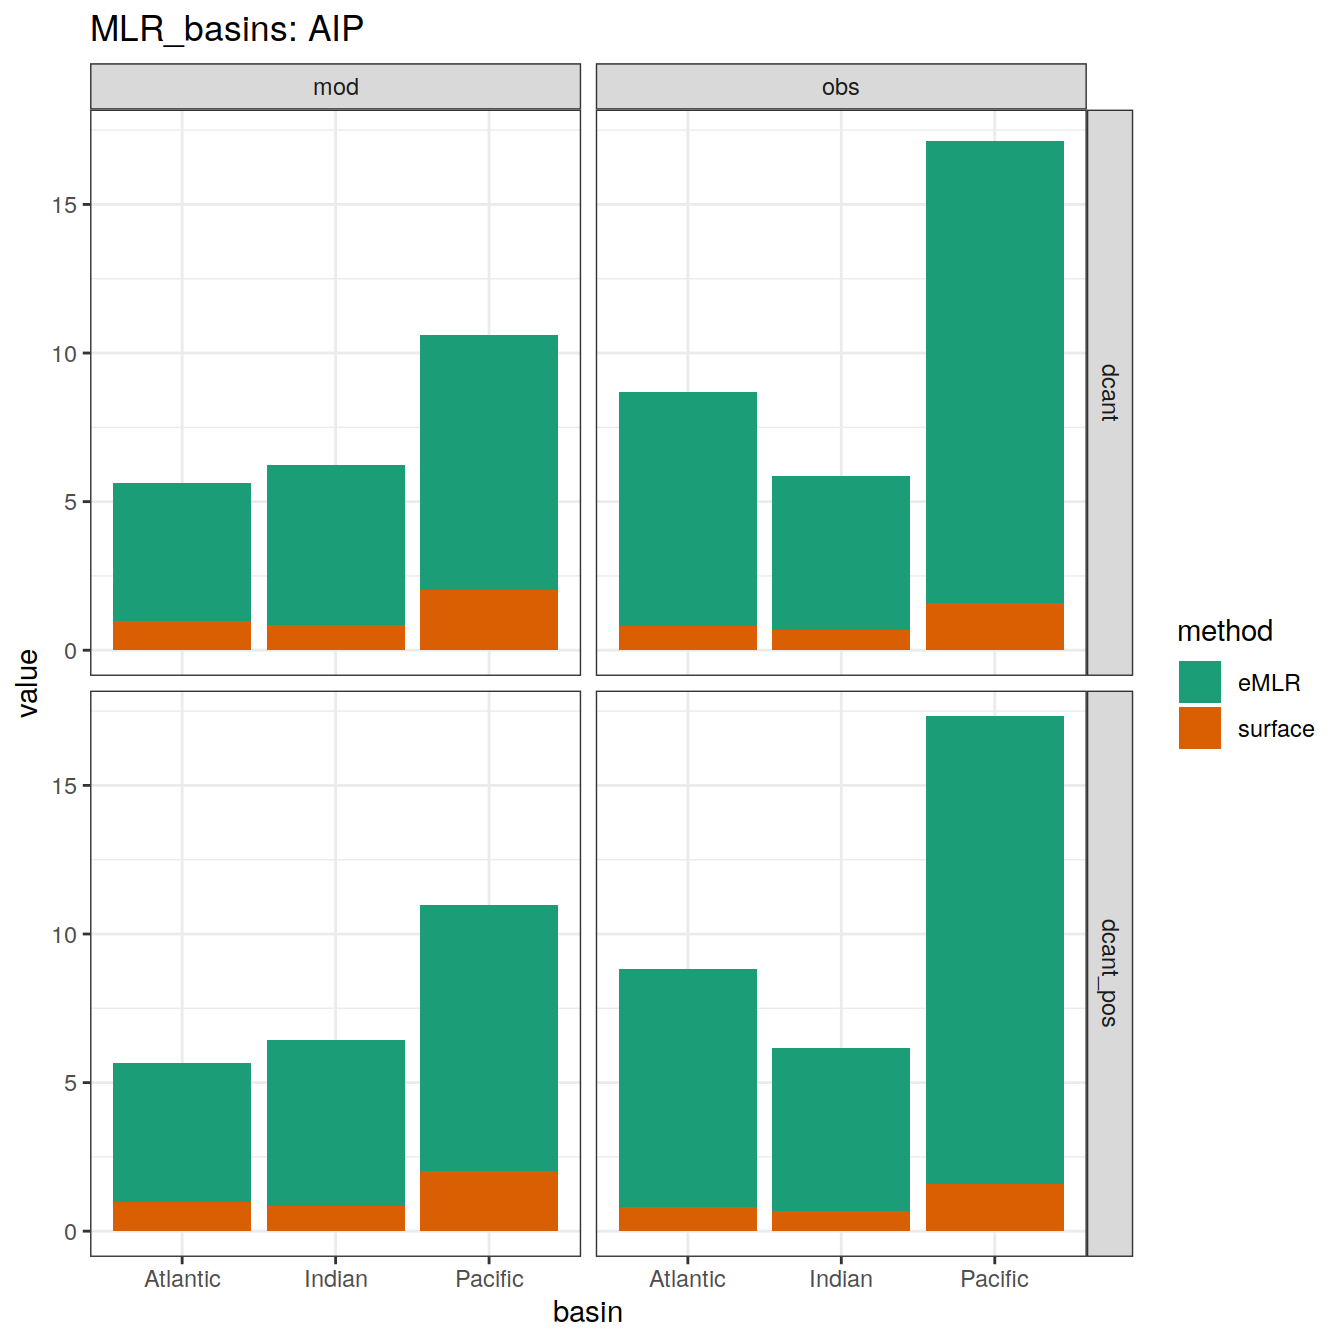 MLR_basins: AIP
mod
obs
15
10
5
0
dcant
value
15
10
5
0
dcant_pos
Atlantic
Indian
Pacific
Atlantic
Indian
Pacific
basin
method
eMLR
surface